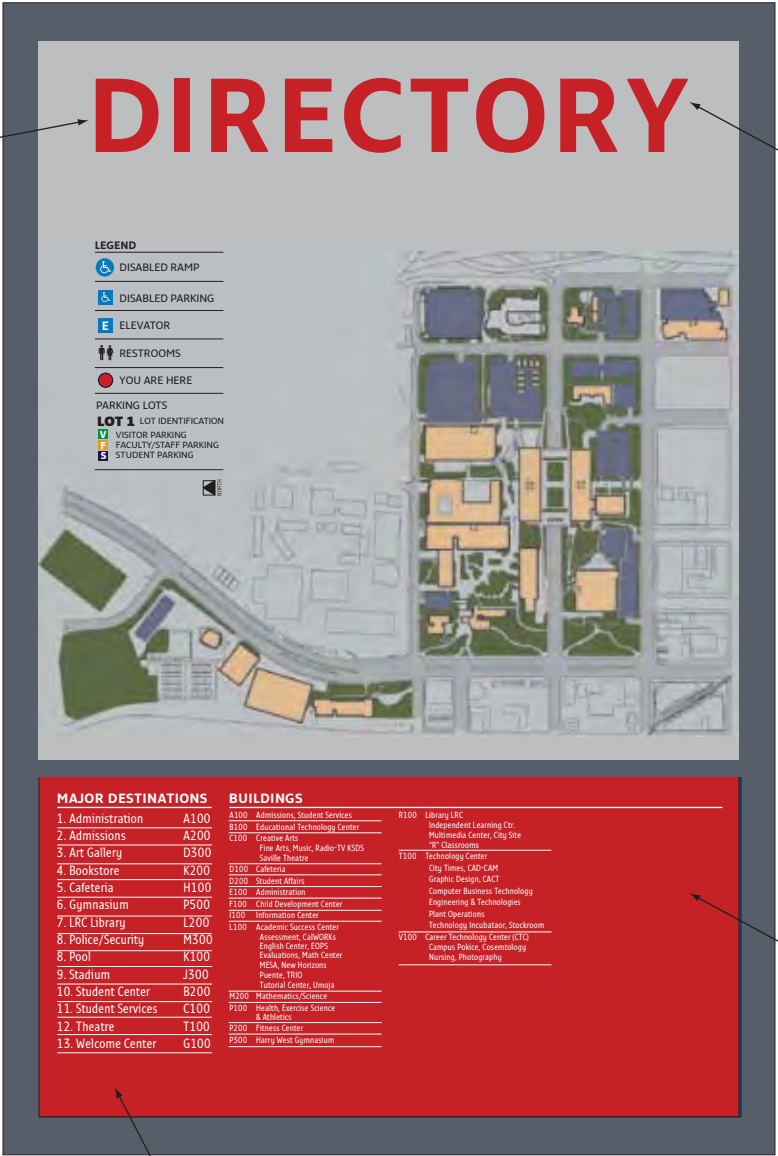 DIRECTORY
LEGEND
DISABLED RAMP
DISABLED PARKING
E ELEVATOR
RESTROOMS
YOU ARE HERE
PARKING LOTS
LOT 1 LOT IDENTIFICATION
V VISITOR PARKING
F FACULTY/STAFF PARKING
S STUDENT PARKING
NORTH
MAJOR DESTINATIONS
1. Administration A100
2. Admissions A200
3. Art Gallery D300
4. Bookstore K200
5. Cafeteria H100
6. Gymnasium P500
7. LRC Library L200
8. Police/Security M300
8. Pool K100
9. Stadium J300
10. Student Center B200
11. Student Services C100
12. Theatre T100
13. Welcome Center G100
BUILDINGS
A100 Admissions, Student Services
B100 Educational Technology Center
C100 Creative Arts
Fine Arts, Music, Radio-TV KSDS
Saville Theatre
D100 Cafeteria
D200 Student Affairs
E100 Administration
F100 Child Development Center
I100 Information Center
L100 Academic Success Center
Assessment, CalWORKs
English Center, EOPS
Evaluations, Math Center
MESA, New Horizons
Puente, TRIO
Tutorial Center, Umoja
M200 Mathematics/Science
P100 Health, Exercise Science
& Athletics
P200 Fitness Center
P300 Harry West Gymnasium
R100 Library LRC
Independent Learning Ctr.
Multimedia Center, City Site
"R" Classrooms
T100 Technology Center
City Times, CAD-CAM
Graphic Design, CACT
Computer Business Technology
Engineering & Technologies
Plant Operations
Technology Incubataor, Stockroom
V100 Career Technology Center (CTC)
Campus Pokice, Cosemtology
Nursing, Photography